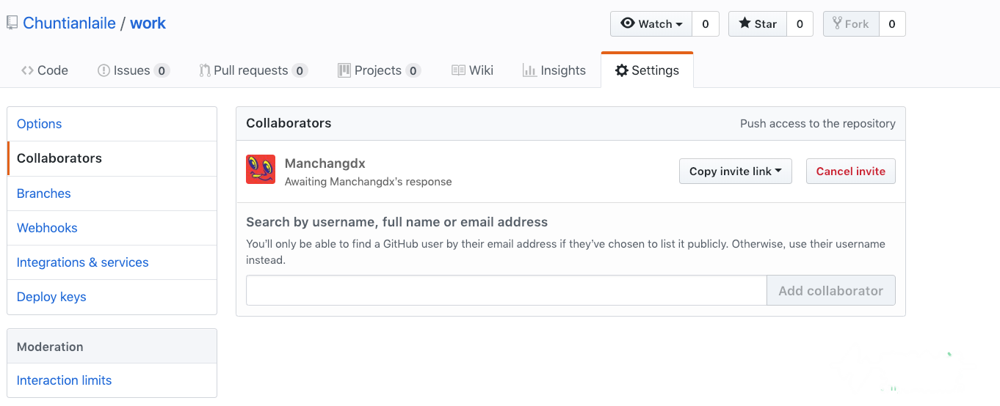 Chuntianlaile / work
Watch 0 Star 0 Fork 0
Code Issues 0 Pull requests 0 Projects 0 Wiki Insights Settings
Options
Collaborators
Branches
Webhooks
Integrations & services
Deploy keys
Moderation
Interaction limits
Collaborators Push access to the repository
Manchangdx
Awaiting Manchangdx’s response
Copy invite link Cancel invite
Search by username, full name or email address
You’ll only be able to find a GitHub user by their email address if they’ve chosen to list it publicly. Otherwise, use their username
instead.
Add collaborator